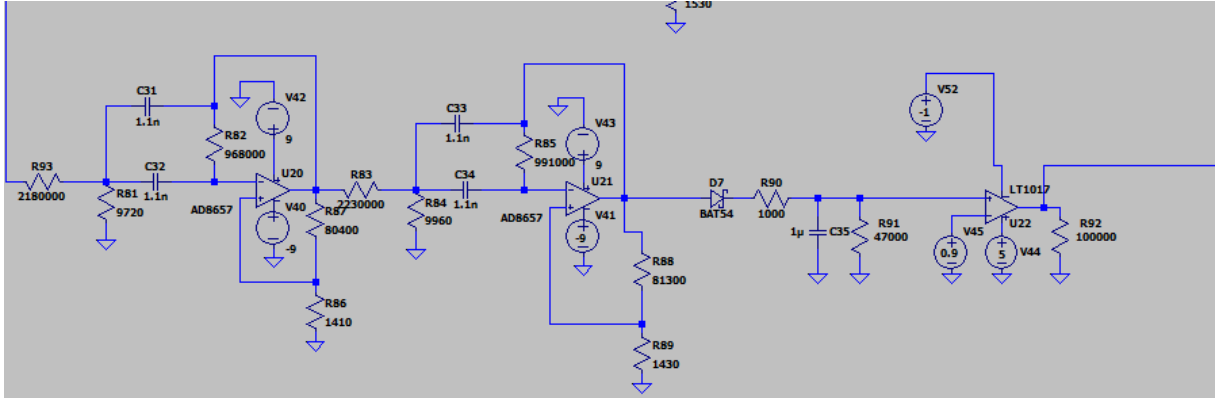 1530
C31
1.1n
V42
9
R82
968000
R93
2180000
C32
1.1n
R81
9720
U20
AD8657
V40
-9
R87
80400
R86
1410
R83
2230000
C33
1.1n
V43
9
R85
991000
C34
1.1n
R84
9960
U21
AD8657
V41
-9
R88
81300
R89
1430
D7
BAT54
R90
1000
1µ
C35
R91
47000
V52
-1
LT1017
U22
V45
0.9
V44
5
R92
100000